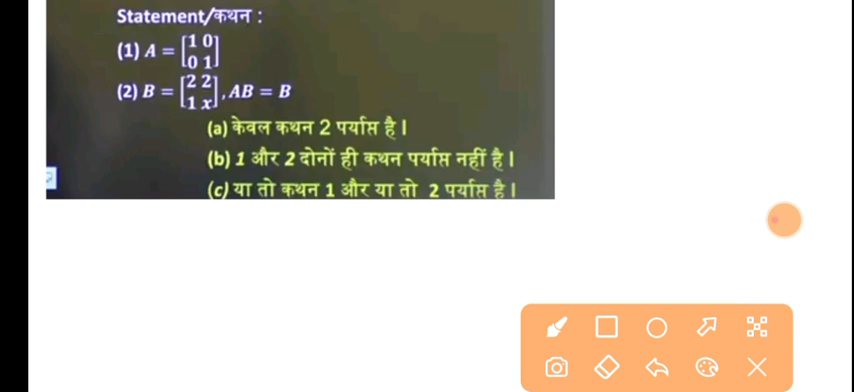 Statement/कथन :
(1) A = [1 0
0 1]
(2) B = [2 2
1 x], AB = B
(a) केवल कथन 2 पर्याप्त है I
(b) 1 और 2 दोनों ही कथन पर्याप्त नहीं है I
(c) या तो कथन 1 और या तो 2 पर्याप्त है I